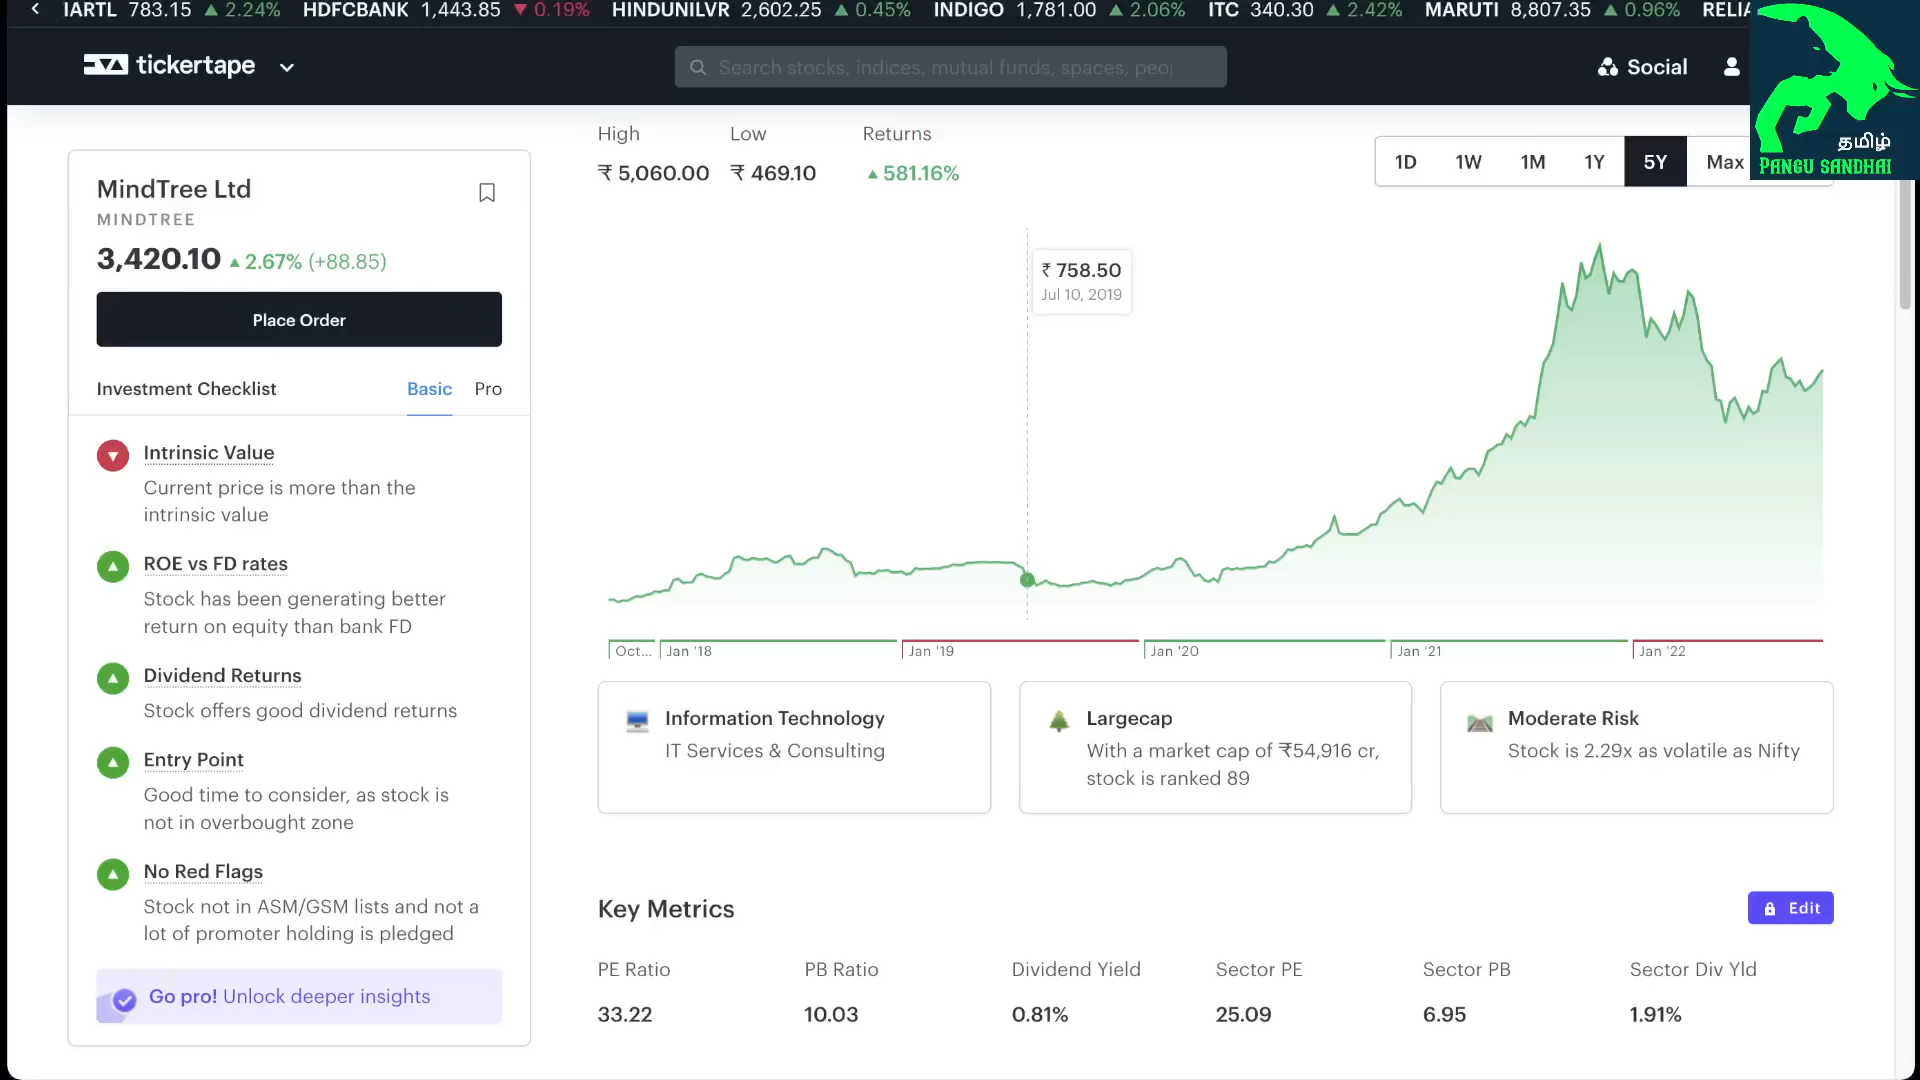 IARTL 783.15 ▲ 2.24% HDFCBANK 1,443.85 ▼ 0.19% HINDUNILVR 2,602.25 ▲ 0.45% INDIGO 1,781.00 ▲ 2.06% ITC 340.30 ▲ 2.42% MARUTI 8,807.35 ▲ 0.96% RELIA
tickertape
Search stocks, indices, mutual funds, spaces, peo
Social
தமிழ்
PANGU SANDHAI
MindTree Ltd
MINDTREE
3,420.10 ▲ 2.67% (+88.85)
Place Order
Investment Checklist Basic Pro
Intrinsic Value
Current price is more than the
intrinsic value
ROE vs FD rates
Stock has been generating better
return on equity than bank FD
Dividend Returns
Stock offers good dividend returns
Entry Point
Good time to consider, as stock is
not in overbought zone
No Red Flags
Stock not in ASM/GSM lists and not a
lot of promoter holding is pledged
Go pro! Unlock deeper insights
High Low Returns
₹ 5,060.00 ₹ 469.10 ▲ 581.16%
1D 1W 1M 1Y 5Y Max
₹ 758.50
Jul 10, 2019
Oct... Jan '18 Jan '19 Jan '20 Jan '21 Jan '22
Information Technology
IT Services & Consulting
Largecap
With a market cap of ₹54,916 cr,
stock is ranked 89
Moderate Risk
Stock is 2.29x as volatile as Nifty
Key Metrics
Edit
PE Ratio PB Ratio Dividend Yield Sector PE Sector PB Sector Div Yld
33.22 10.03 0.81% 25.09 6.95 1.91%